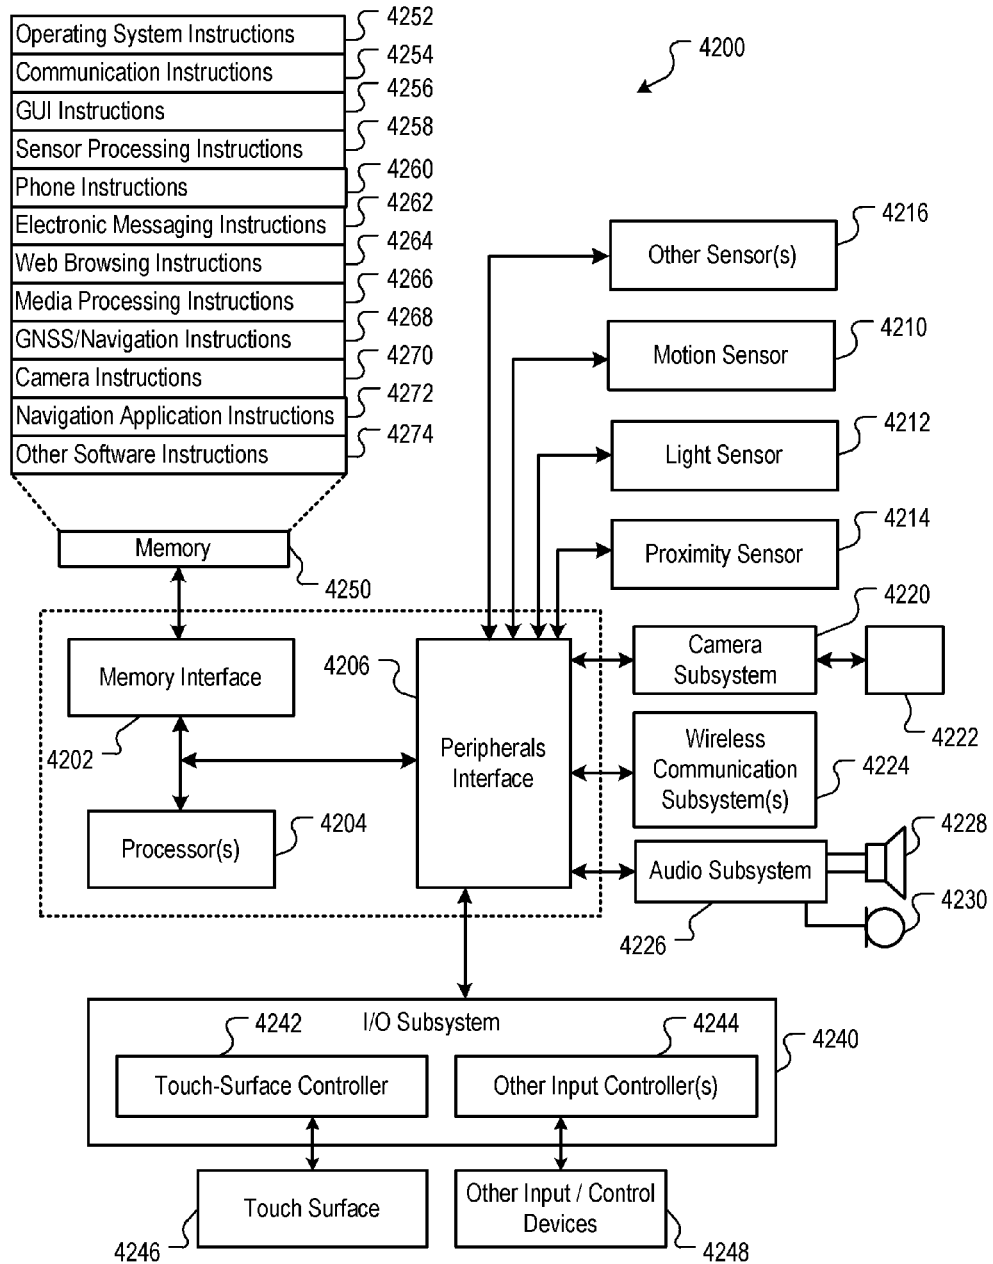 4252
Operating System Instructions
4254
Communication Instructions
4256
GUI Instructions
4258
Sensor Processing Instructions
4260
Phone Instructions
4262
Electronic Messaging Instructions
4264
Web Browsing Instructions
4266
Media Processing Instructions
4268
GNSS/Navigation Instructions
4270
Camera Instructions
4272
Navigation Application Instructions
4274
Other Software Instructions
Memory
4250
4200
4216
Other Sensor(s)
4210
Motion Sensor
4212
Light Sensor
4214
Proximity Sensor
4220
Camera
Subsystem
4222
Memory Interface
4202
4206
Peripherals
Interface
Wireless
Communication
Subsystem(s)
4224
4204
Processor(s)
Audio Subsystem
4226
4228
4230
I/O Subsystem
4240
4242
Touch-Surface Controller
4244
Other Input Controller(s)
Touch Surface
4246
Other Input / Control
Devices
4248